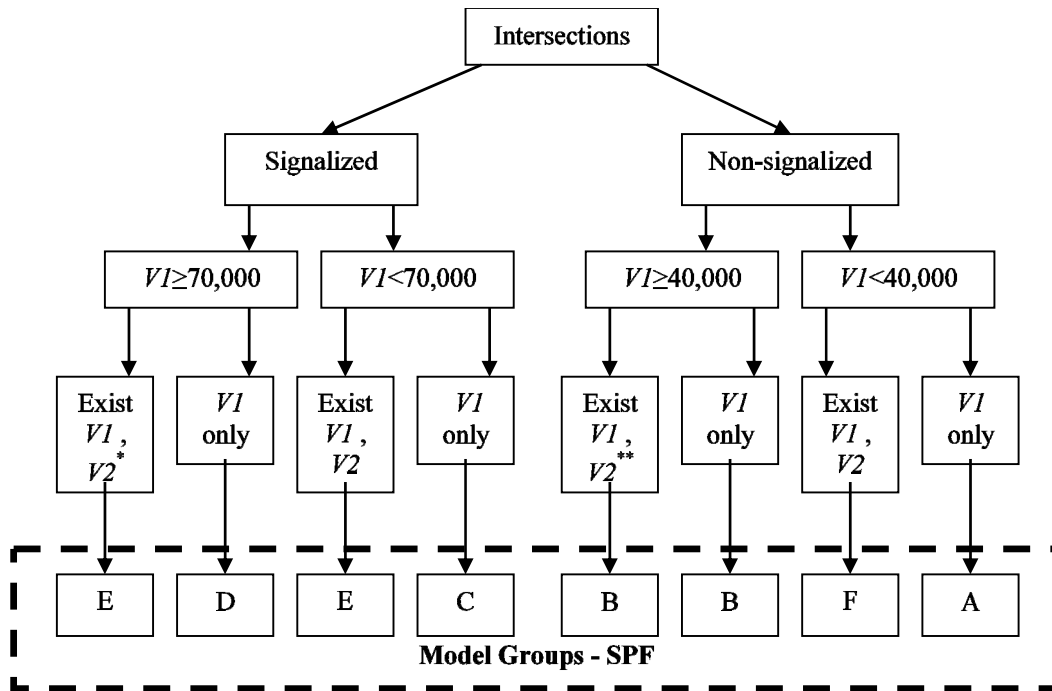 Intersections
Signalized
Non-signalized
V1≥70,000
V1<70,000
V1≥40,000
V1<40,000
Exist
V1 ,
V2*
V1
only
Exist
V1 ,
V2
V1
only
Exist
V1 ,
V2**
V1
only
Exist
V1 ,
V2
V1
only
E
D
E
C
B
B
F
A
Model Groups - SPF